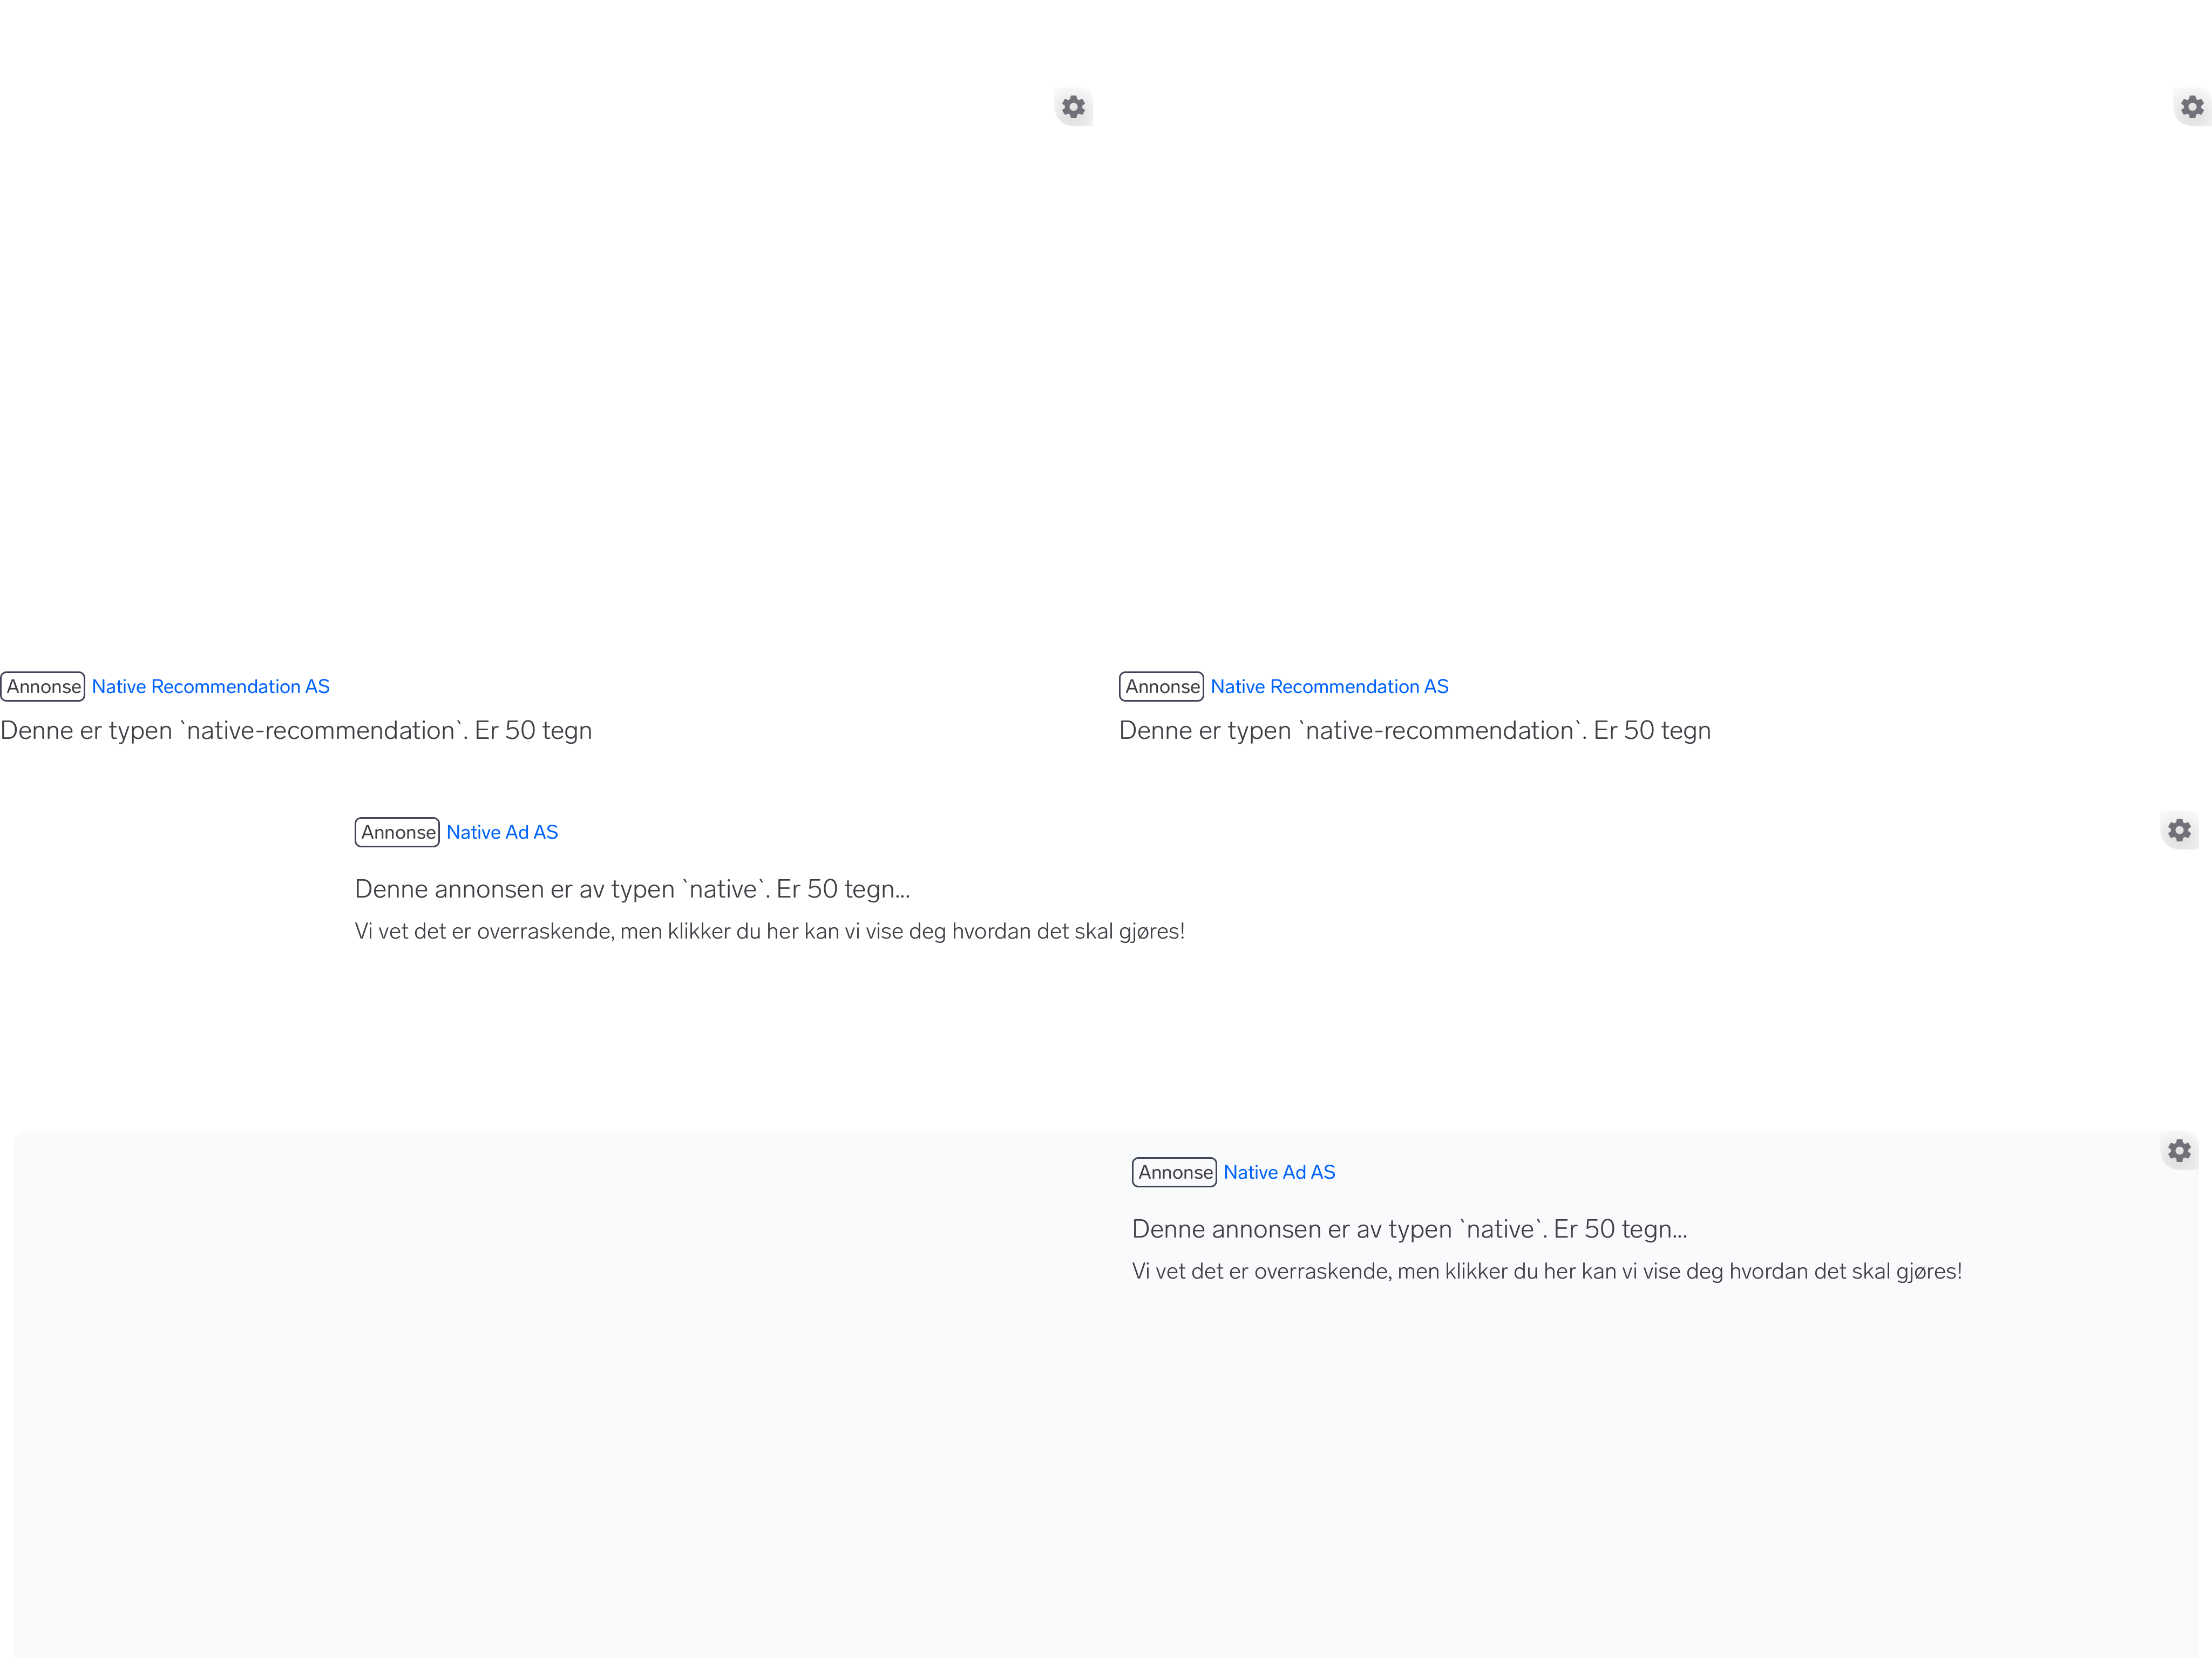 Annonse Native Recommendation AS
Denne er typen `native-recommendation`. Er 50 tegn
Annonse Native Recommendation AS
Denne er typen `native-recommendation`. Er 50 tegn
Annonse Native Ad AS
Denne annonsen er av typen `native`. Er 50 tegn...
Vi vet det er overraskende, men klikker du her kan vi vise deg hvordan det skal gjøres!
Annonse Native Ad AS
Denne annonsen er av typen `native`. Er 50 tegn...
Vi vet det er overraskende, men klikker du her kan vi vise deg hvordan det skal gjøres!